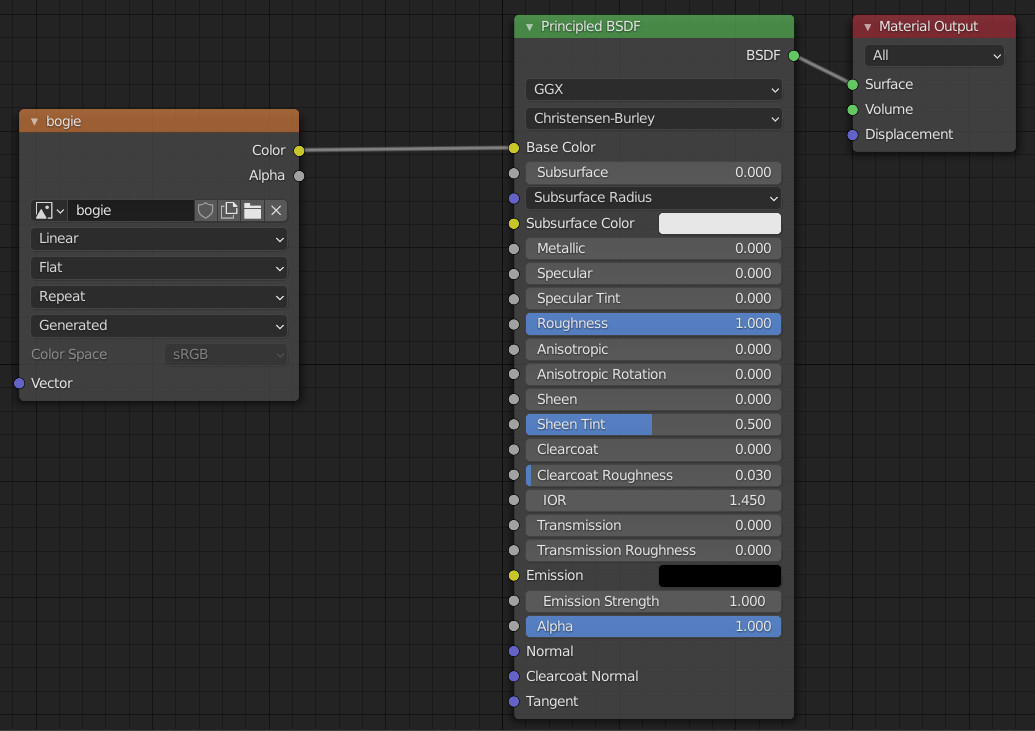 bogie
Color
Alpha
bogie
Linear
Flat
Repeat
Generated
Color Space sRGB
Vector
Principled BSDF
BSDF
GGX
Christensen-Burley
Base Color
Subsurface 0.000
Subsurface Radius
Subsurface Color
Metallic 0.000
Specular 0.000
Specular Tint 0.000
Roughness 1.000
Anisotropic 0.000
Anisotropic Rotation 0.000
Sheen 0.000
Sheen Tint 0.500
Clearcoat 0.000
Clearcoat Roughness 0.030
IOR 1.450
Transmission 0.000
Transmission Roughness 0.000
Emission
Emission Strength 1.000
Alpha 1.000
Normal
Clearcoat Normal
Tangent
Material Output
All
Surface
Volume
Displacement